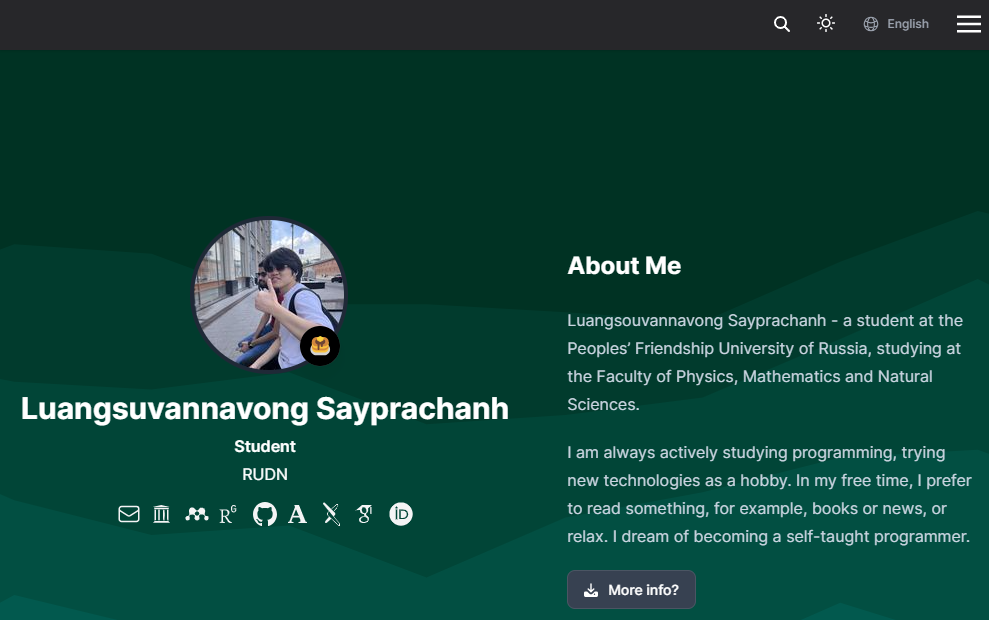 English
Luangsuvannavong Sayprachanh
Student
RUDN
R^G
A
iD
About Me
Luangsouvannavong Sayprachanh - a student at the
Peoples’ Friendship University of Russia, studying at
the Faculty of Physics, Mathematics and Natural
Sciences.
I am always actively studying programming, trying
new technologies as a hobby. In my free time, I prefer
to read something, for example, books or news, or
relax. I dream of becoming a self-taught programmer.
More info?